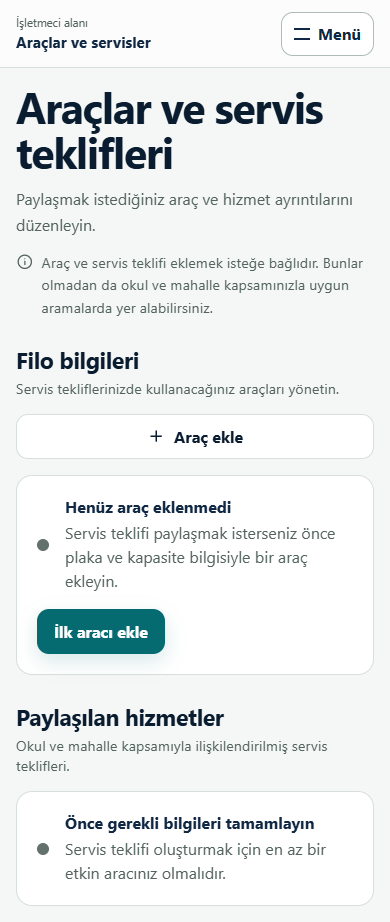 İşletmeci alanı
Araçlar ve servisler
Menü
Araçlar ve servis
teklifleri
Paylaşmak istediğiniz araç ve hizmet ayrıntılarını
düzenleyin.
Araç ve servis teklifi eklemek isteğe bağlıdır. Bunlar
olmadan da okul ve mahalle kapsamınızla uygun
aramalarda yer alabilirsiniz.
Filo bilgileri
Servis tekliflerinizde kullanacağınız araçları yönetin.
Araç ekle
Henüz araç eklenmedi
Servis teklifi paylaşmak isterseniz önce
plaka ve kapasite bilgisiyle bir araç
ekleyin.
İlk aracı ekle
Paylaşılan hizmetler
Okul ve mahalle kapsamıyla ilişkilendirilmiş servis
teklifleri.
Önce gerekli bilgileri tamamlayın
Servis teklifi oluşturmak için en az bir
etkin aracınız olmalıdır.